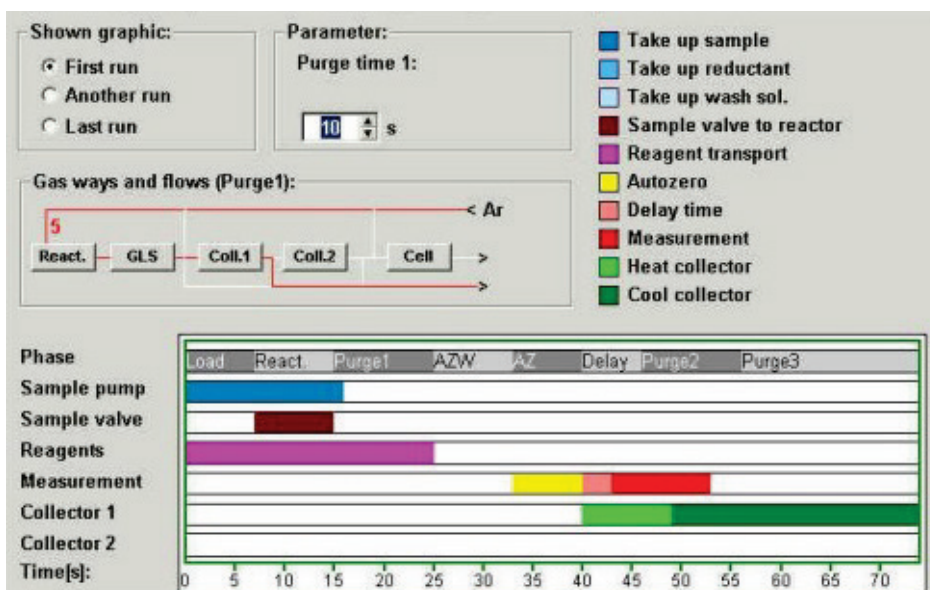 Shown graphic:
First run
Another run
Last run
Parameter:
Purge time 1:
10 s
Take up sample
Take up reductant
Take up wash sol.
Sample valve to reactor
Reagent transport
Autozero
Delay time
Measurement
Heat collector
Cool collector
Gas ways and flows (Purge1):
< Ar
5
React. GLS Coll.1 Coll.2 Cell >
>
Phase Load React. Purge1 AZW AZ Delay Purge2 Purge3
Sample pump
Sample valve
Reagents
Measurement
Collector 1
Collector 2
Time[s]: 0 5 10 15 20 25 30 35 40 45 50 55 60 65 70